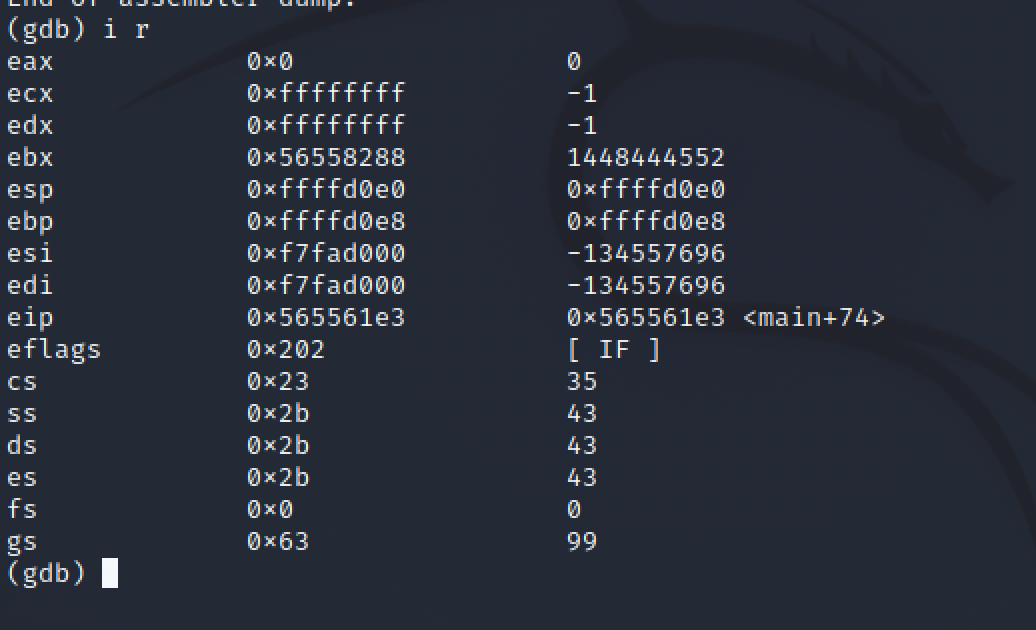 End of assembler dump.
(gdb) i r
eax 0×0 0
ecx 0×ffffffff -1
edx 0×ffffffff -1
ebx 0×56558288 1448444552
esp 0×ffffd0e0 0×ffffd0e0
ebp 0×ffffd0e8 0×ffffd0e8
esi 0×f7fad000 -134557696
edi 0×f7fad000 -134557696
eip 0×565561e3 0×565561e3 <main+74>
eflags 0×202 [ IF ]
cs 0×23 35
ss 0×2b 43
ds 0×2b 43
es 0×2b 43
fs 0×0 0
gs 0×63 99
(gdb)